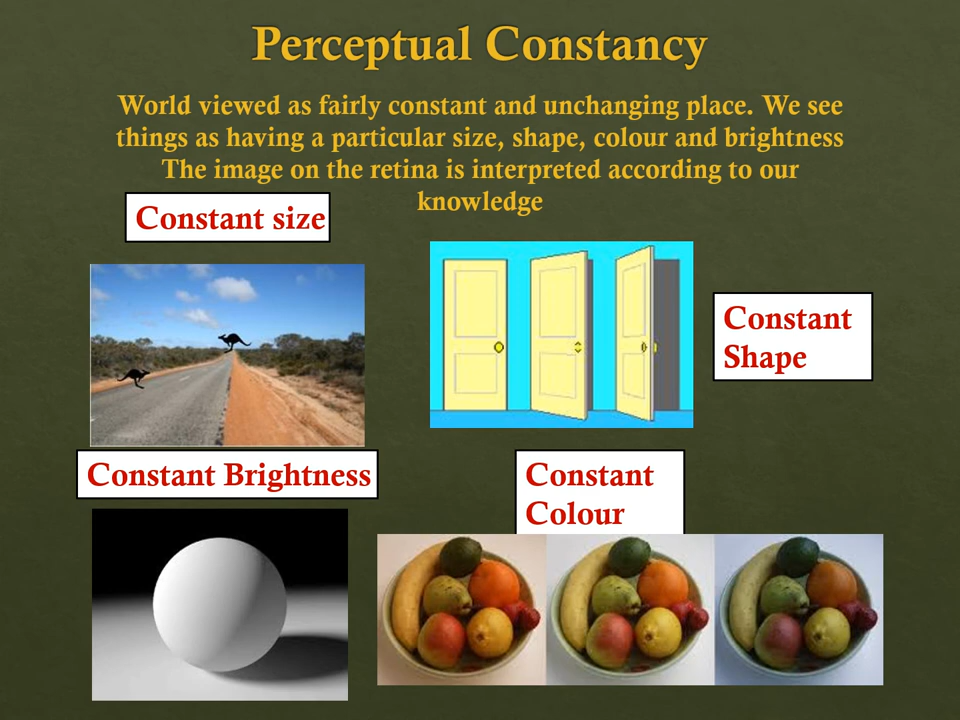 Perceptual Constancy
World viewed as fairly constant and unchanging place. We see
things as having a particular size, shape, colour and brightness
The image on the retina is interpreted according to our
knowledge
Constant size
Constant
Shape
Constant Brightness
Constant
Colour